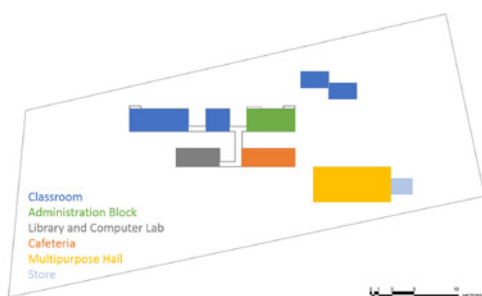 Classroom
Administration Block
Library and Computer Lab
Cafeteria
Multipurpose Hall
Store